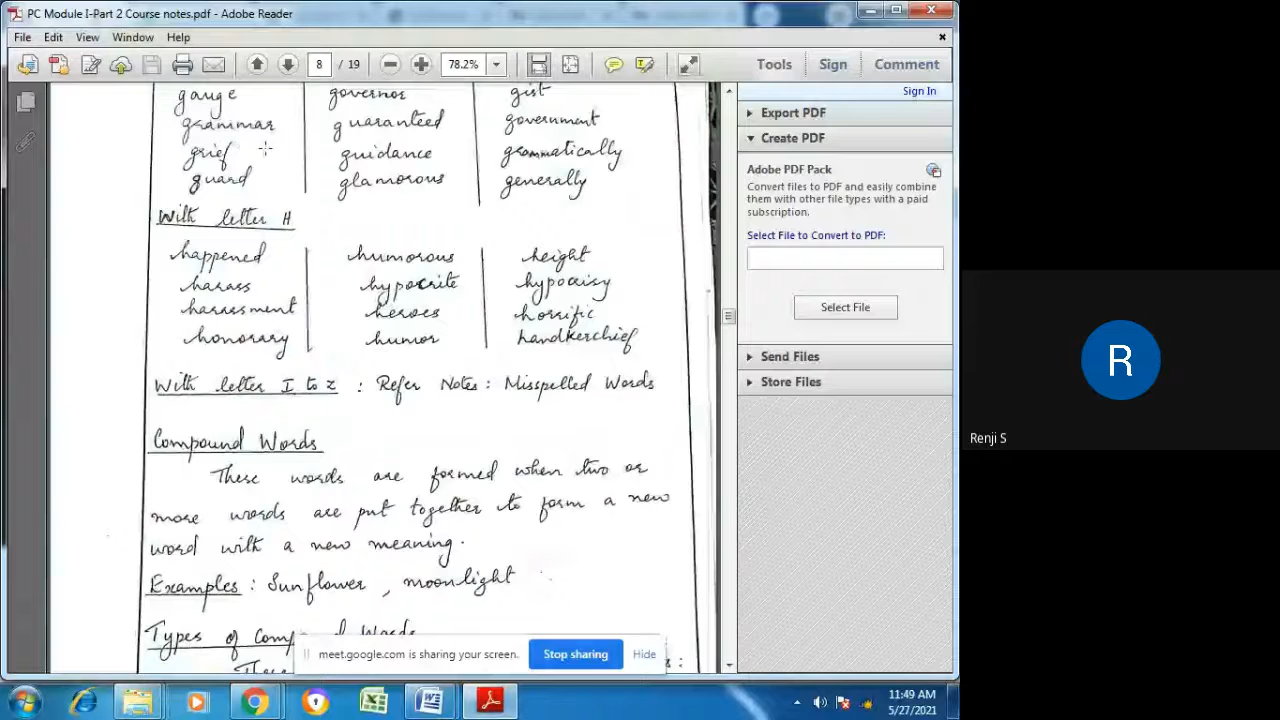 PC Module I-Part 2 Course notes.pdf - Adobe Reader
File Edit View Window Help
8 / 19 78.2% Tools Sign Comment
Sign In
gauge governor gist
grammar guaranteed government
grief guidance grammatically
guard glamorous generally
With letter H
happened humorous height
harass hypocrite hypocrisy
harassment heroes horrific
honorary humor handkerchief
With letter I to Z : Refer Notes : Misspelled Words
Compound Words
These words are formed when two or
more words are put together to form a new
word with a new meaning.
Examples : Sunflower , moonlight
Types of Comp d Words
These :
Export PDF
Create PDF
Adobe PDF Pack
Convert files to PDF and easily combine
them with other file types with a paid
subscription.
Select File to Convert to PDF:
Select File
Send Files
Store Files
R
Renji S
meet.google.com is sharing your screen. Stop sharing Hide
11:49 AM
5/27/2021